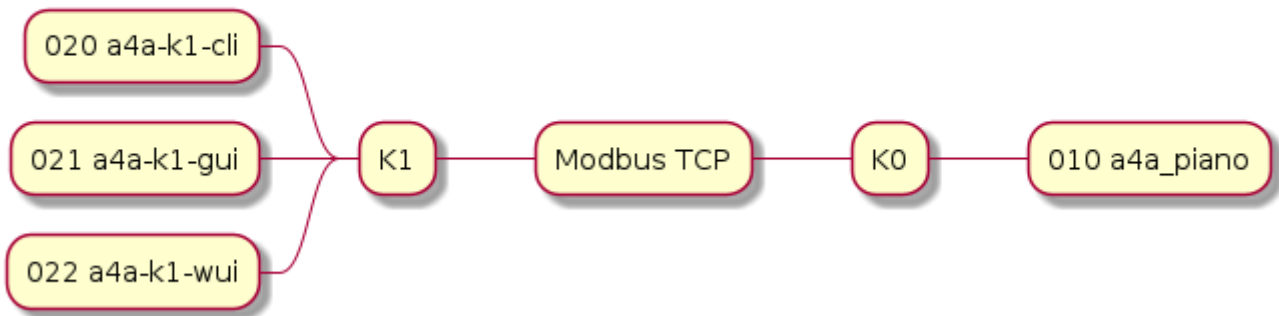 020 a4a-k1-cli
021 a4a-k1-gui
022 a4a-k1-wui
K1
Modbus TCP
K0
010 a4a_piano